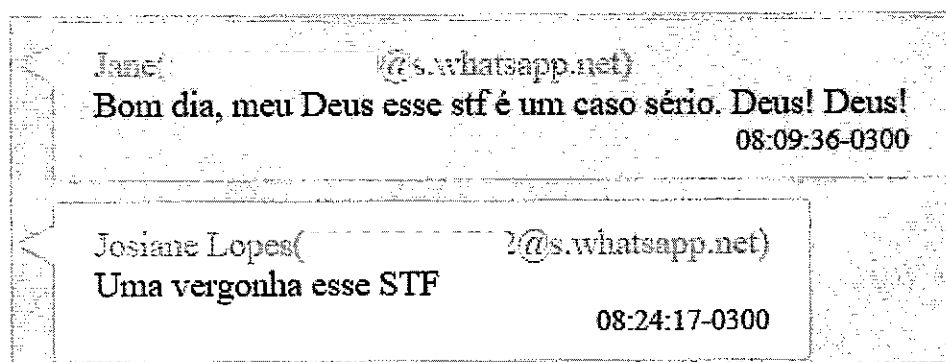 Jane( @s.whatsapp.net)
Bom dia, meu Deus esse stf é um caso sério. Deus! Deus!
08:09:36-0300
Josiane Lopes( 2@s.whatsapp.net)
Uma vergonha esse STF
08:24:17-0300